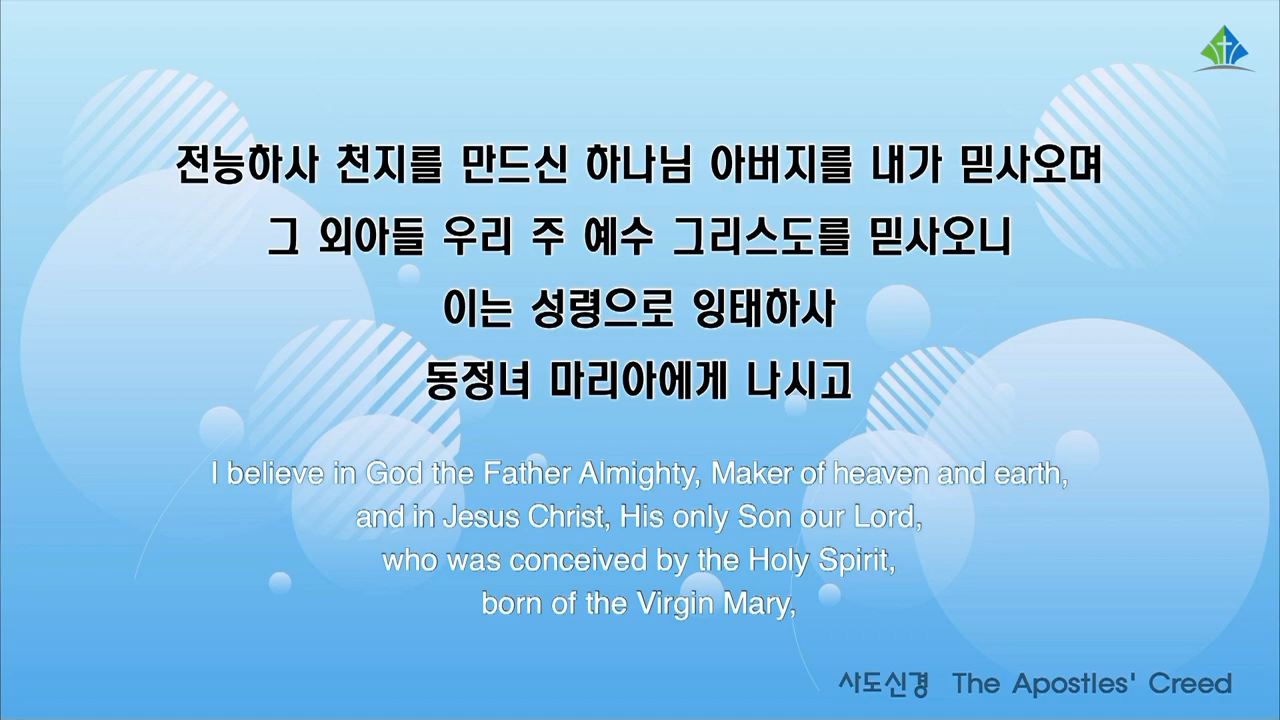 전능하사 천지를 만드신 하나님 아버지를 내가 믿사오며
그 외아들 우리 주 예수 그리스도를 믿사오니
이는 성령으로 잉태하사
동정녀 마리아에게 나시고
I believe in God the Father Almighty, Maker of heaven and earth,
and in Jesus Christ, His only Son our Lord,
who was conceived by the Holy Spirit,
born of the Virgin Mary,
사도신경 The Apostles' Creed